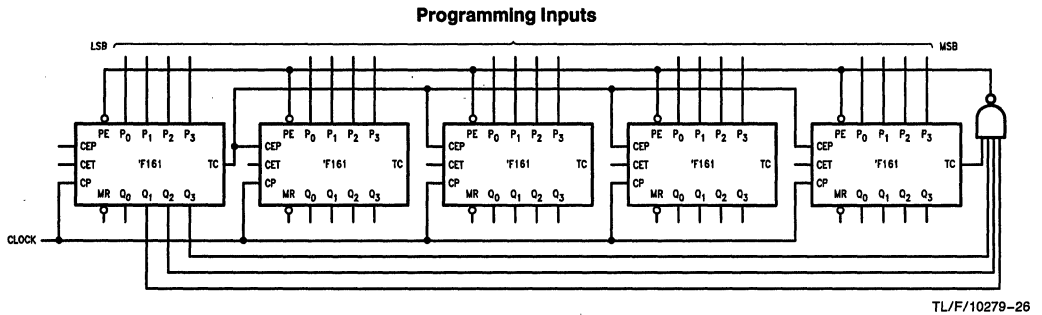 Programming Inputs
LSB MSB
PE P0 P1 P2 P3 PE P0 P1 P2 P3 PE P0 P1 P2 P3 PE P0 P1 P2 P3 PE P0 P1 P2 P3
CEP CEP CEP CEP CEP
CET 'F161 TC CET 'F161 TC CET 'F161 TC CET 'F161 TC CET 'F161 TC
CP CP CP CP CP
MR Q0 Q1 Q2 Q3 MR Q0 Q1 Q2 Q3 MR Q0 Q1 Q2 Q3 MR Q0 Q1 Q2 Q3 MR Q0 Q1 Q2 Q3
CLOCK
TL/F/10279-26